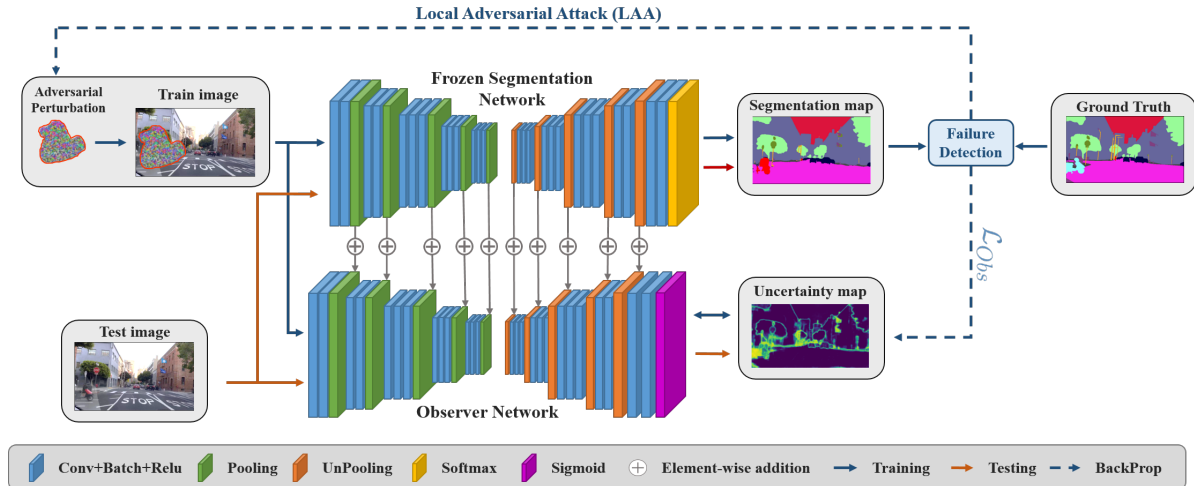 Local Adversarial Attack (LAA)
Adversarial
Perturbation
Train image
Frozen Segmentation
Network
Segmentation map
Failure
Detection
Ground Truth
STOP
ℒObs
Uncertainty map
Test image
STOP
Observer Network
Conv+Batch+Relu
Pooling
UnPooling
Softmax
Sigmoid
Element-wise addition
Training
Testing
BackProp